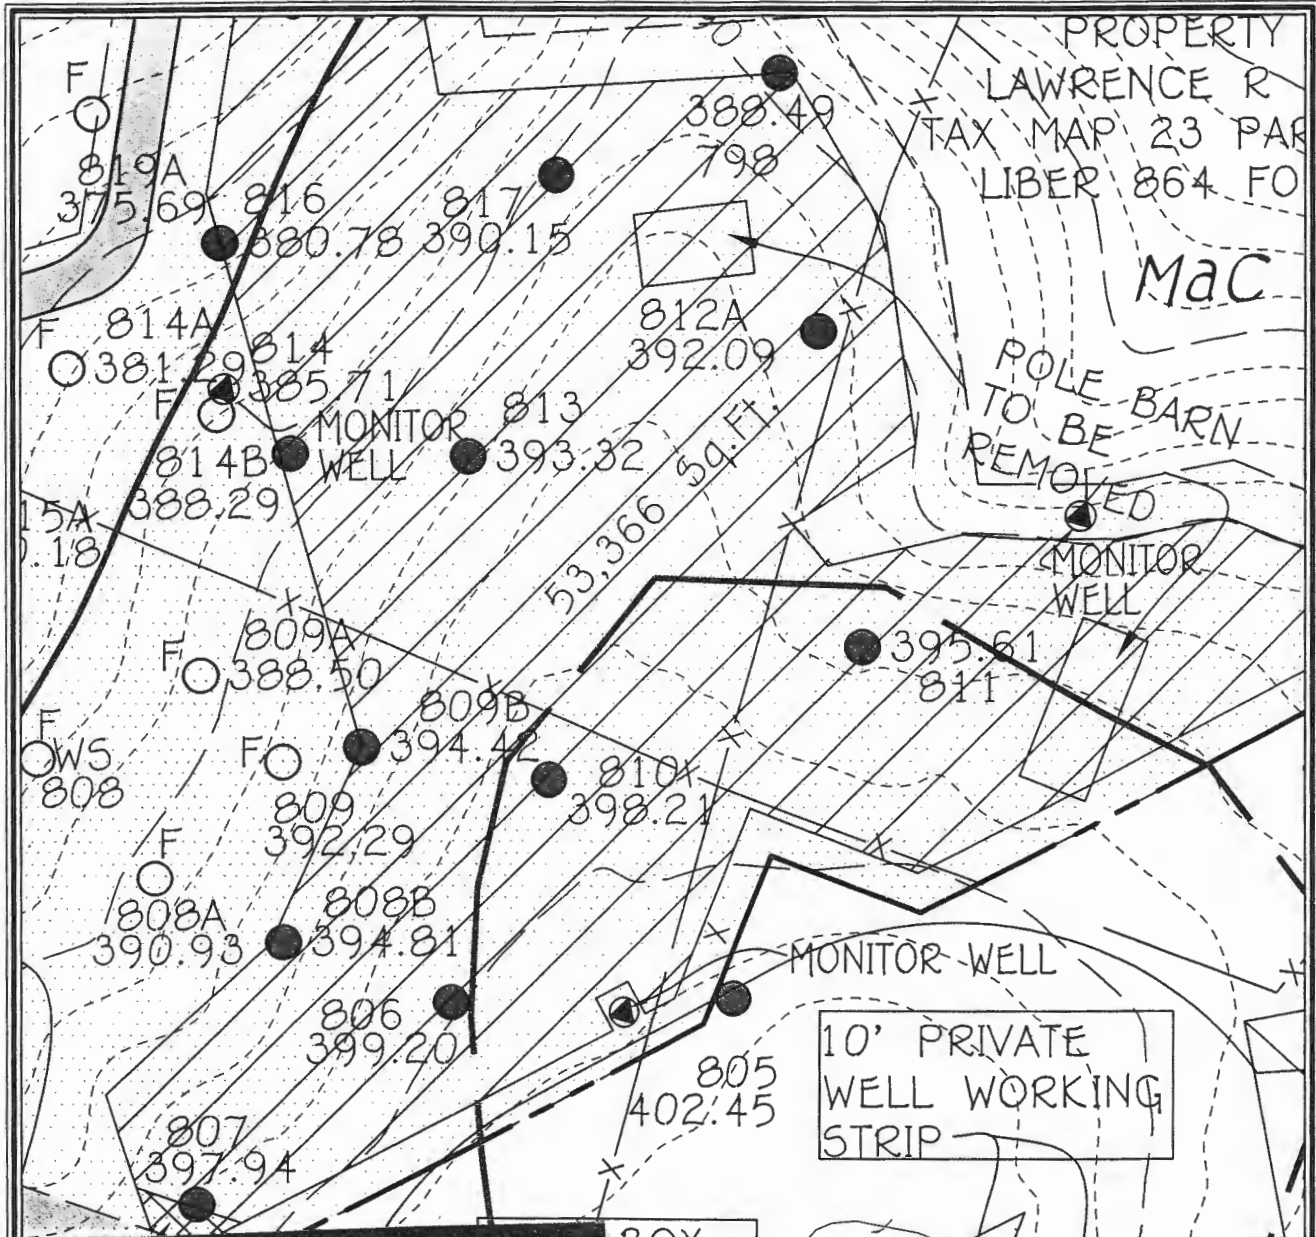 PROPERTY
LAWRENCE R
TAX MAP 23 PAR
LIBER 864 FO
MaC
F
819A
375.69
816
380.78
817
390.15
388.49
798
812A
392.09
F
814A
381.29
814
385.71
F
MONITOR
WELL
814B
388.29
813
393.32
53,366 Sq.Ft.
POLE BARN
TO BE
REMOVED
MONITOR
WELL
15A
.18
809A
F
388.50
395.61
811
809B
394.42
F
WS
808
F
809
392.29
810
398.21
F
808A
390.93
808B
394.81
806
399.20
MONITOR WELL
805
402.45
10' PRIVATE
WELL WORKING
STRIP
807
397.94
BOX